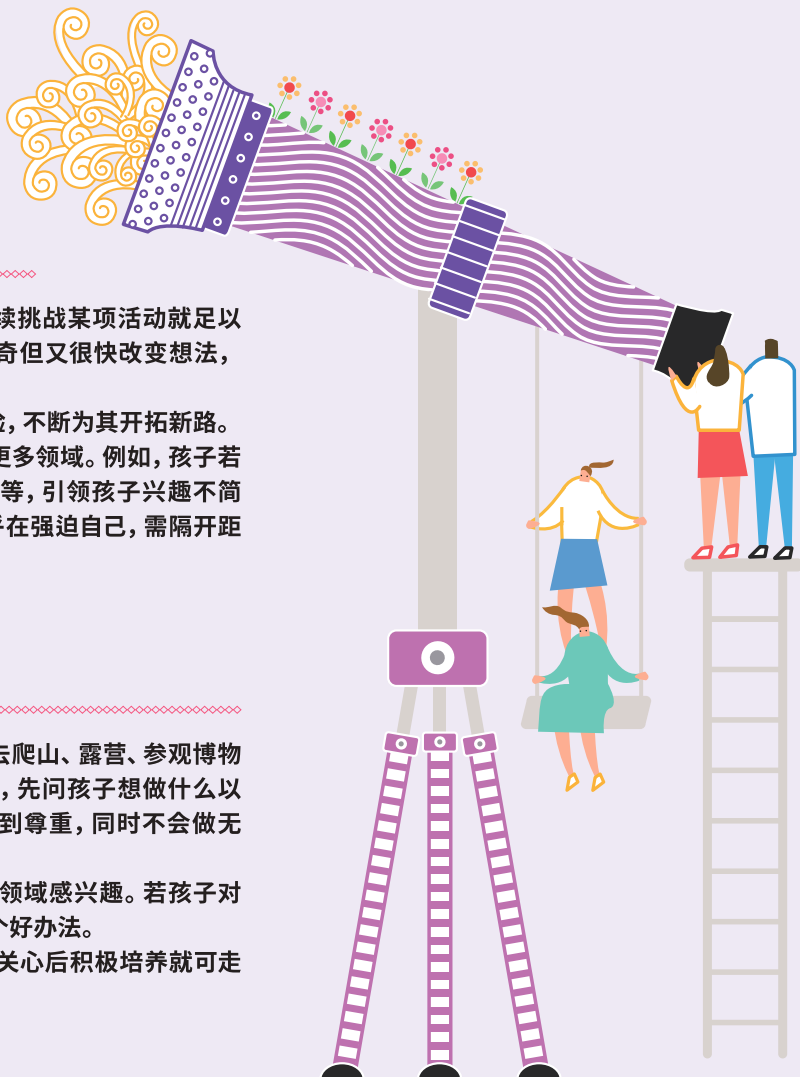 续挑战某项活动就足以
奇但又很快改变想法，
，不断为其开拓新路。
更多领域。例如，孩子若
等，引领孩子兴趣不简
在强迫自己，需隔开距
去爬山、露营、参观博物
，先问孩子想做什么以
到尊重，同时不会做无
领域感兴趣。若孩子对
个好办法。
关心后积极培养就可走